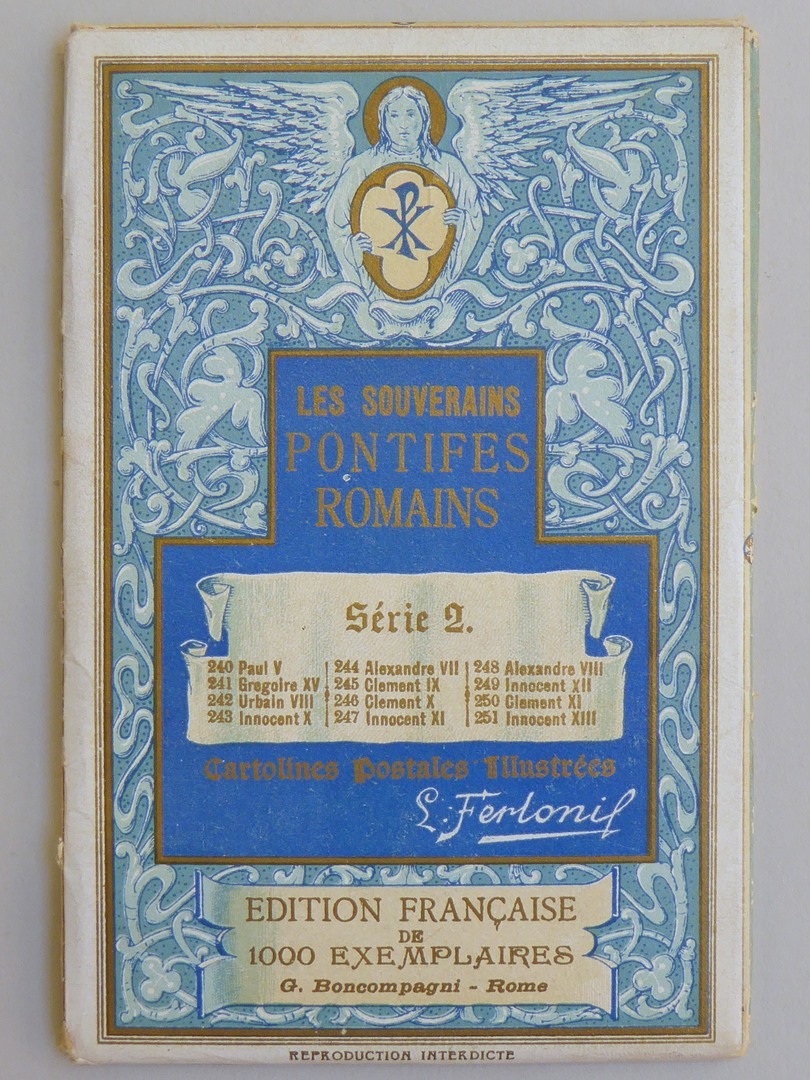 LES SOUVERAINS
PONTIFES
ROMAINS
Série 2.
240 Paul V
241 Gregoire XV
242 Urbain VIII
243 Innocent X
244 Alexandre VII
245 Clement IX
246 Clement X
247 Innocent XI
248 Alexandre VIII
249 Innocent XII
250 Clement XI
251 Innocent XIII
Cartolines Postales Illustrées
EDITION FRANÇAISE
DE
1000 EXEMPLAIRES
G. Boncompagni - Rome
REPRODUCTION INTERDICTE